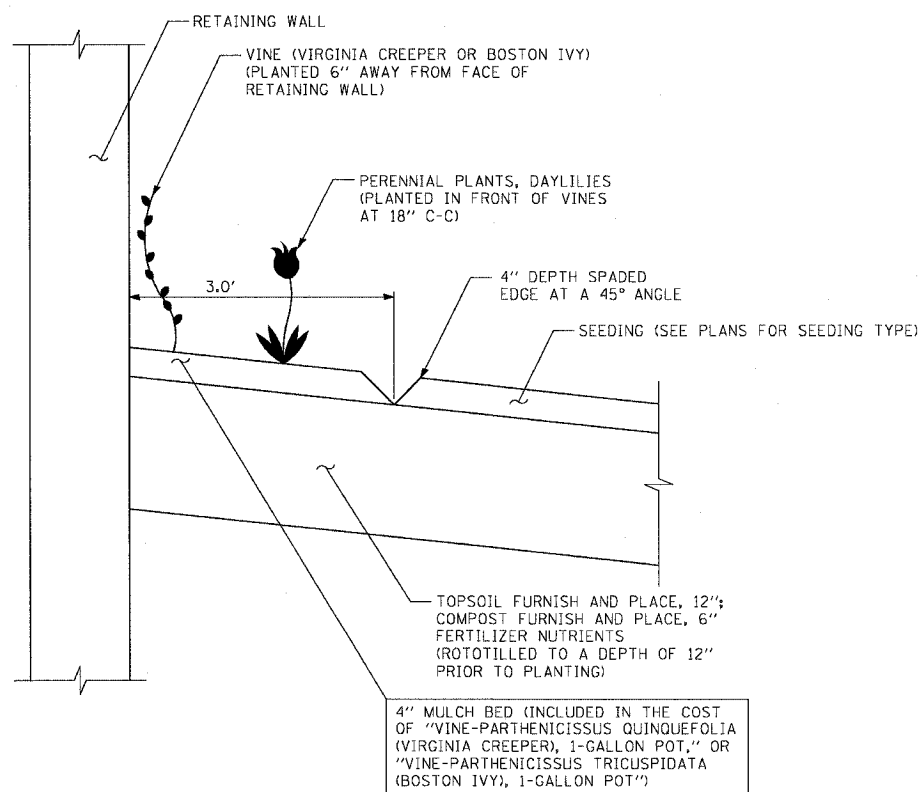 RETAINING WALL
VINE (VIRGINIA CREEPER OR BOSTON IVY)
(PLANTED 6" AWAY FROM FACE OF
RETAINING WALL)
PERENNIAL PLANTS, DAYLILIES
(PLANTED IN FRONT OF VINES
AT 18" C-C)
3.0'
4" DEPTH SPADED
EDGE AT A 45° ANGLE
SEEDING (SEE PLANS FOR SEEDING TYPE)
TOPSOIL FURNISH AND PLACE, 12";
COMPOST FURNISH AND PLACE, 6"
FERTILIZER NUTRIENTS
(ROTOTILLED TO A DEPTH OF 12"
PRIOR TO PLANTING)
4" MULCH BED (INCLUDED IN THE COST
OF "VINE-PARTHENICISSUS QUINQUEFOLIA
(VIRGINIA CREEPER), 1-GALLON POT," OR
"VINE-PARTHENICISSUS TRICUSPIDATA
(BOSTON IVY), 1-GALLON POT")